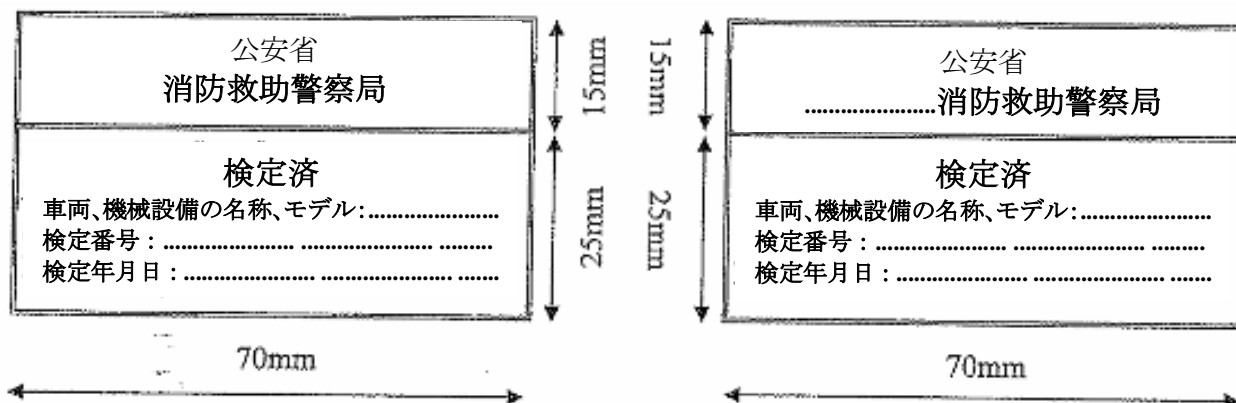 公安省
消防救助警察局
検定済
車両、機械設備の名称、モデル:.......................
検定番号 : ....................... ....................... .........
検定年月日 : ....................... ....................... .......
15mm
25mm
70mm
公安省
.......................消防救助警察局
検定済
車両、機械設備の名称、モデル:.......................
検定番号 : ....................... ....................... .........
検定年月日 : ....................... ....................... .......
15mm
25mm
70mm